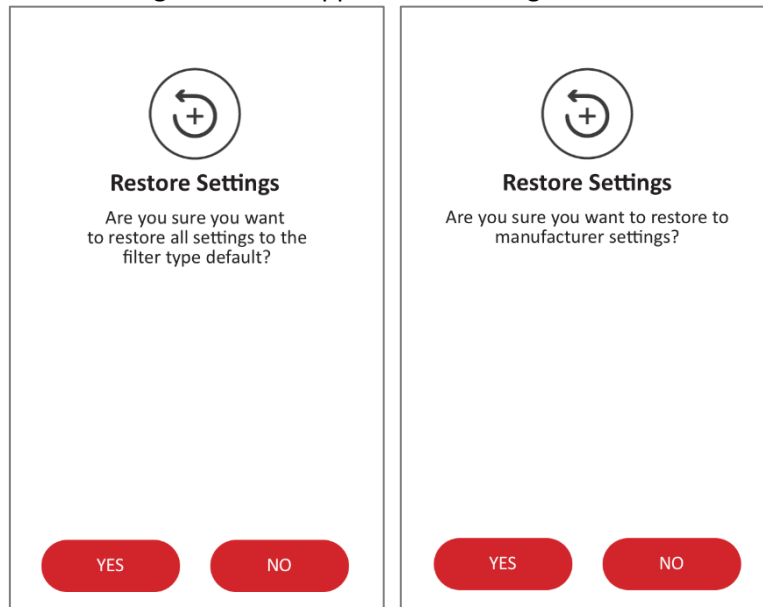 Restore Settings
Are you sure you want
to restore all settings to the
filter type default?
YES
NO
Restore Settings
Are you sure you want to restore to
manufacturer settings?
YES
NO